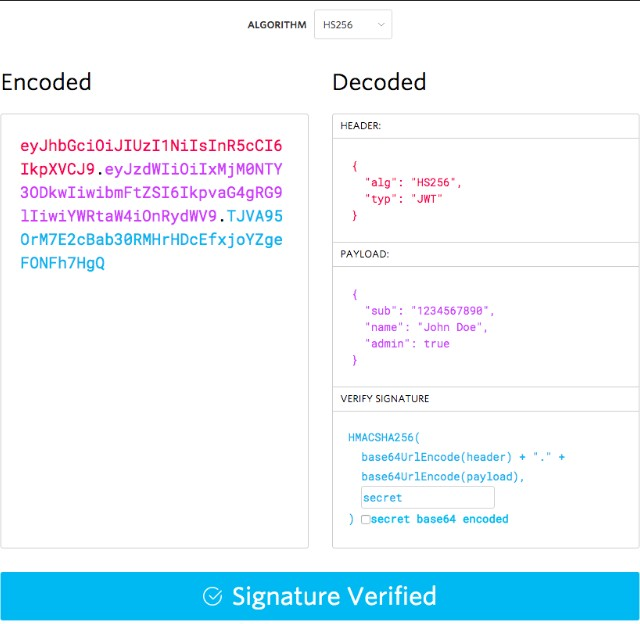 ALGORITHM HS256
Encoded
Decoded
eyJhbGciOiJIUzI1NiIsInR5cCI6
IkpXVCJ9.eyJzdWIiOiIxMjM0NTY
3ODkwIiwibmFtZSI6IkpvaG4gRG9
lIiwiYWRtaW4iOnRydWV9.TJVA95
OrM7E2cBab30RMHrHDcEfxjoYZge
FONFh7HgQ
HEADER:
{
"alg": "HS256",
"typ": "JWT"
}
PAYLOAD:
{
"sub": "1234567890",
"name": "John Doe",
"admin": true
}
VERIFY SIGNATURE
HMACSHA256(
base64UrlEncode(header) + "." +
base64UrlEncode(payload),
secret
) secret base64 encoded
Signature Verified